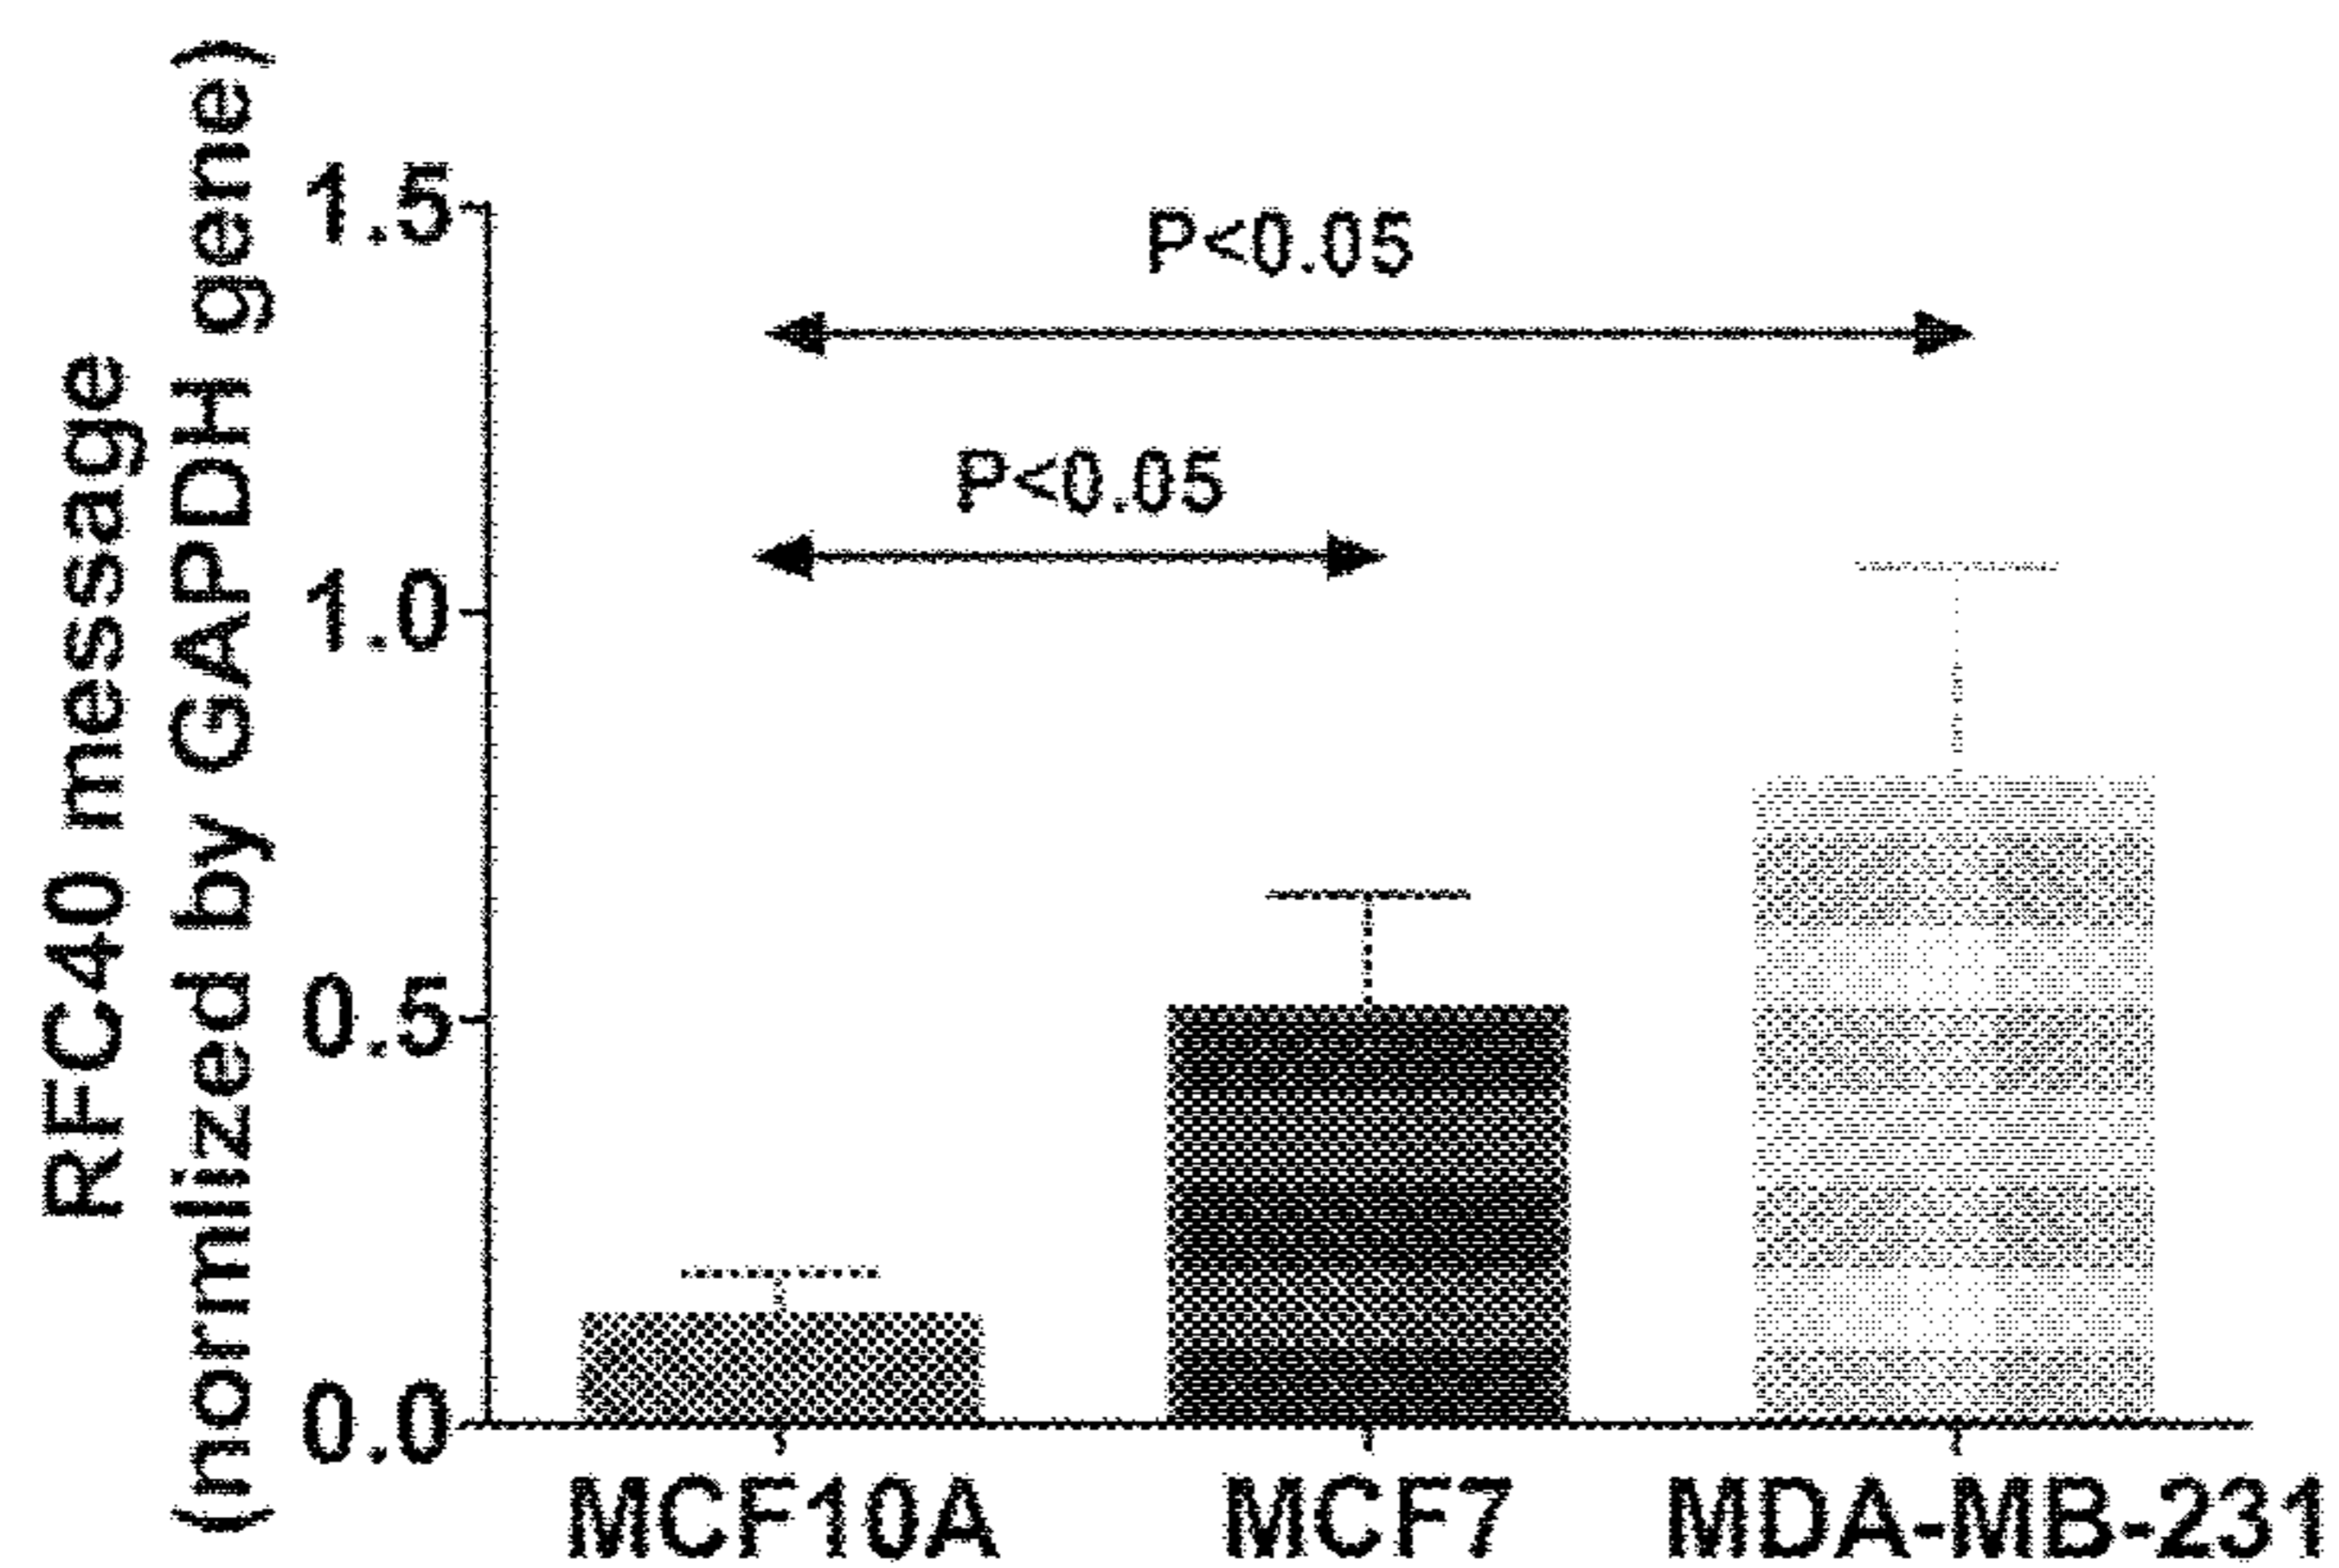 RFC40 message
(normlized by GAPDH gene)
1.5
1.0
0.5
0.0
P<0.05
P<0.05
MCF10A MCF7 MDA-MB-231